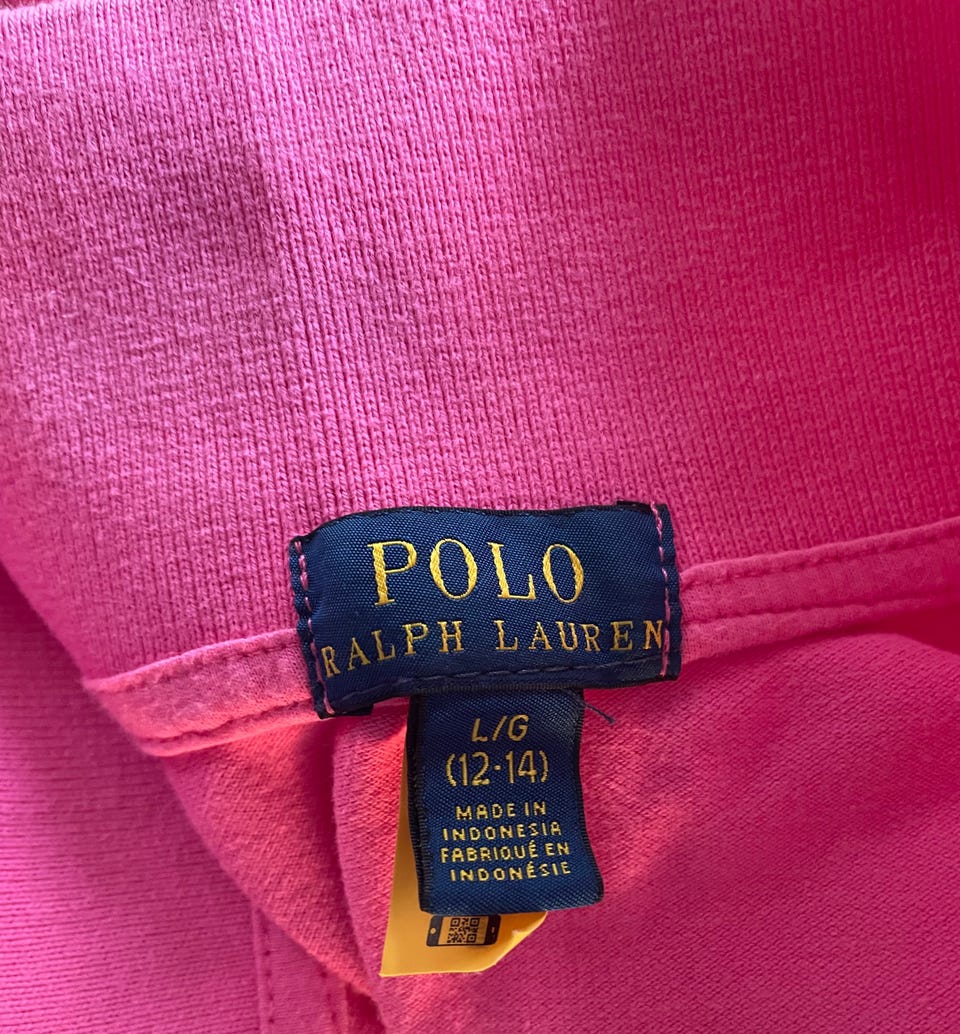 POLO
RALPH LAUREN
L/G
(12-14)
MADE IN
INDONESIA
FABRIQUÉ EN
INDONÉSIE